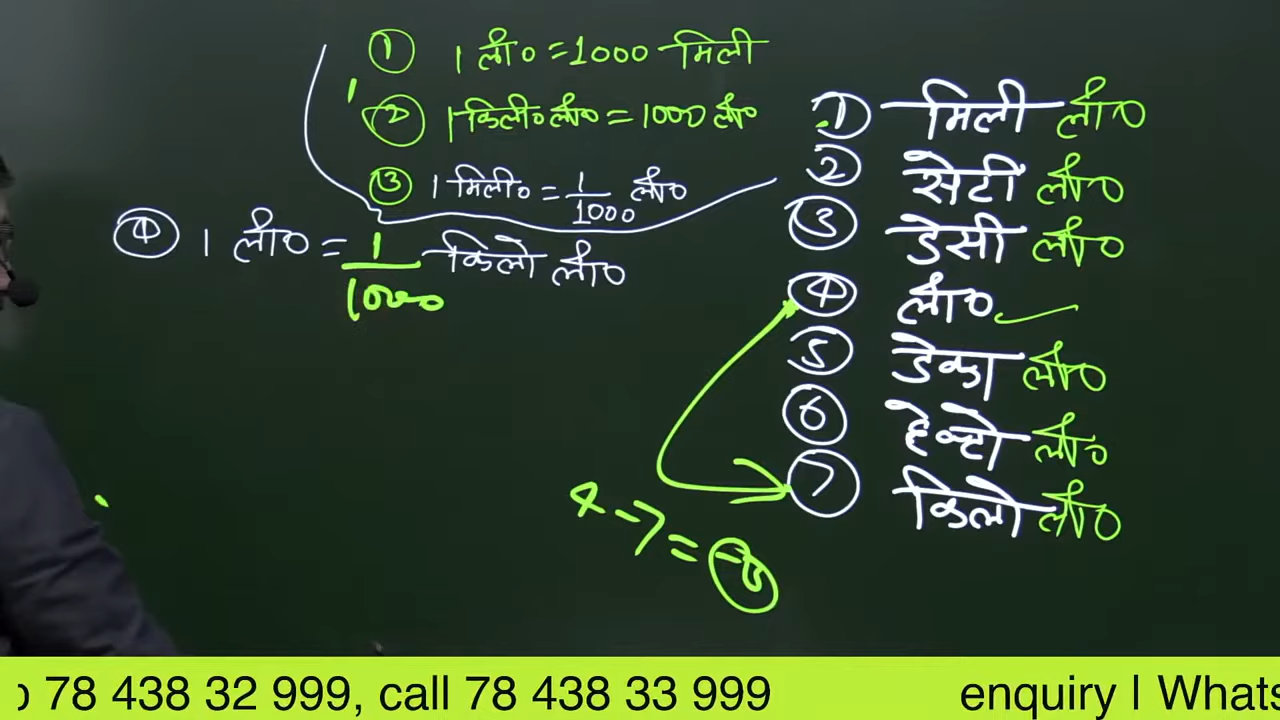 ① 1 ली० = 1000 मिली
② 1 किली० ली० = 1000 ली०
③ 1 मिली० = 1/1000 ली०
④ 1 ली० = 1/1000 किलो ली०
① मिली ली०
② सेटी ली०
③ डेसी ली०
④ ली०
⑤ डेका ली०
⑥ हेक्टो ली०
⑦ किलो ली०
4 - 7 = -3
78 438 32 999, call 78 438 33 999
enquiry | Whats